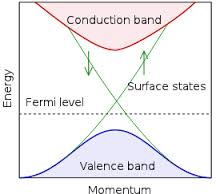 Conduction band
Surface states
Fermi level
Valence band
Energy
Momentum